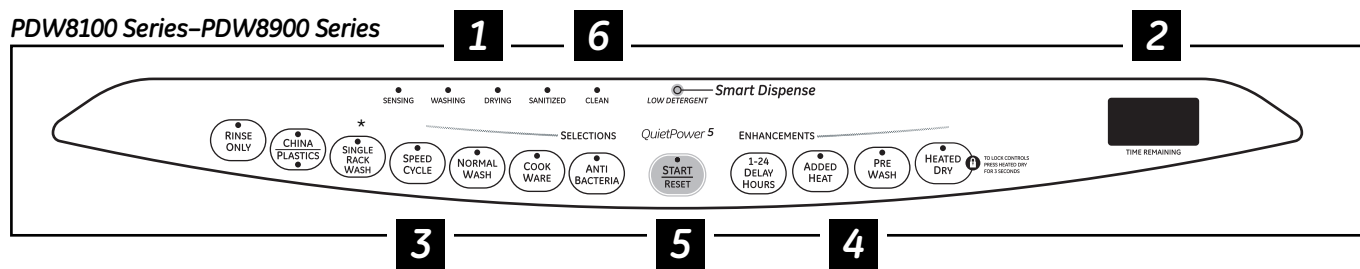 PDW8100 Series–PDW8900 Series
1
6
2
SENSING
WASHING
DRYING
SANITIZED
CLEAN
LOW DETERGENT
Smart Dispense
*
SELECTIONS
QuietPower 5
ENHANCEMENTS
RINSE
ONLY
CHINA
PLASTICS
SINGLE
RACK
WASH
SPEED
CYCLE
NORMAL
WASH
COOK
WARE
ANTI
BACTERIA
START
RESET
1-24
DELAY
HOURS
ADDED
HEAT
PRE
WASH
HEATED
DRY
TO LOCK CONTROLS
PRESS HEATED DRY
FOR 3 SECONDS
TIME REMAINING
3
5
4